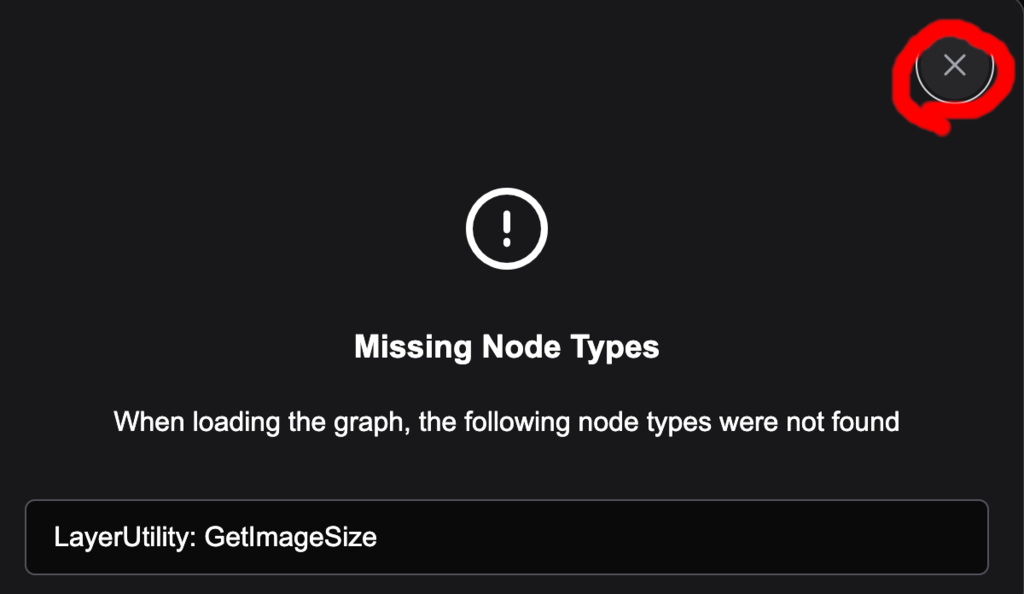 Missing Node Types
When loading the graph, the following node types were not found
LayerUtility: GetImageSize